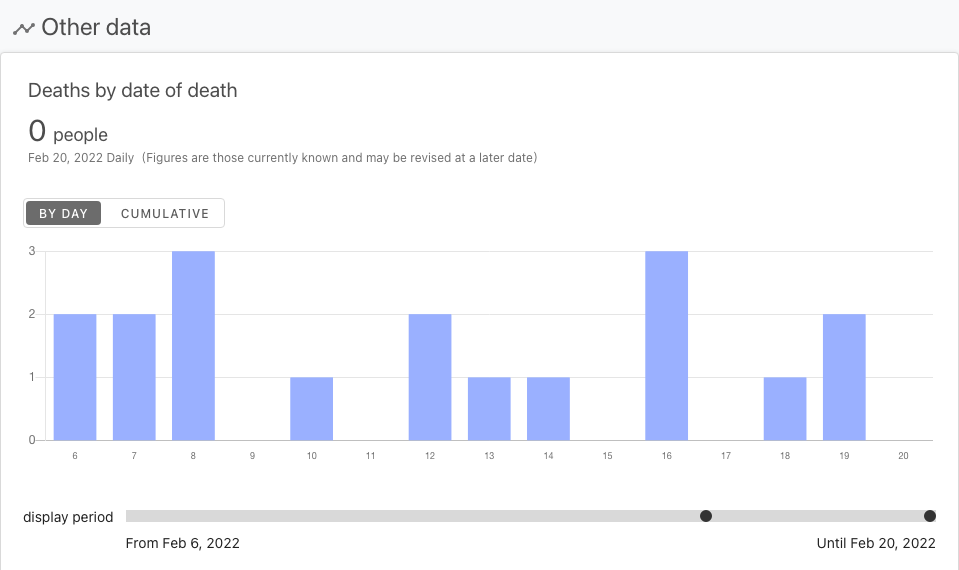 Other data
Deaths by date of death
0 people
Feb 20, 2022 Daily (Figures are those currently known and may be revised at a later date)
BY DAY CUMULATIVE
3
2
1
0
6 7 8 9 10 11 12 13 14 15 16 17 18 19 20
display period
From Feb 6, 2022 Until Feb 20, 2022